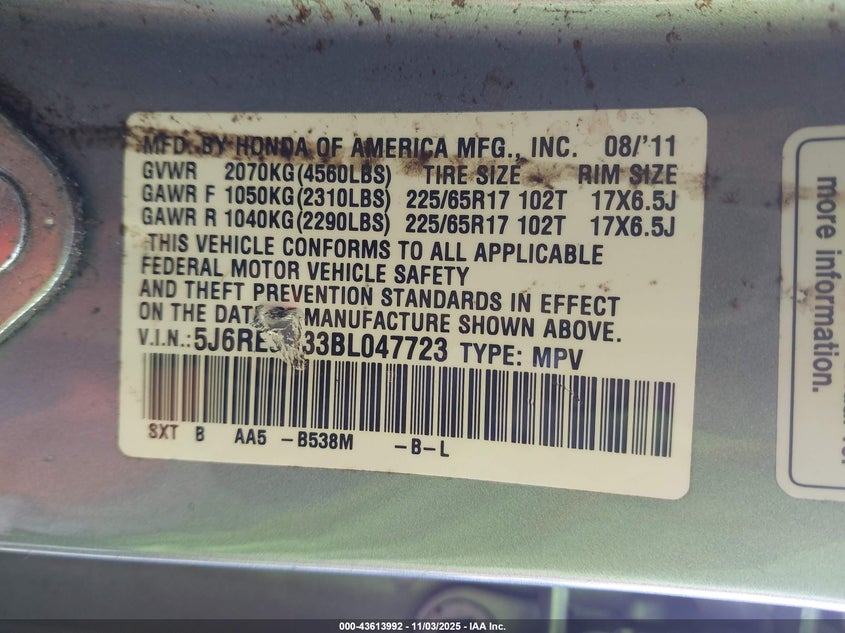 MFD. BY HONDA OF AMERICA MFG., INC. 08/'11
GVWR 2070KG(4560LBS) TIRE SIZE RIM SIZE
GAWR F 1050KG(2310LBS) 225/65R17 102T 17X6.5J
GAWR R 1040KG(2290LBS) 225/65R17 102T 17X6.5J
THIS VEHICLE CONFORMS TO ALL APPLICABLE
FEDERAL MOTOR VEHICLE SAFETY
AND THEFT PREVENTION STANDARDS IN EFFECT
ON THE DATE MANUFACTURE SHOWN ABOVE.
V.I.N.: TYPE: MPV
SXT B AA5 -B538M -B-L
more information.
000-43613992 - 11/03/2025 - IAA Inc.